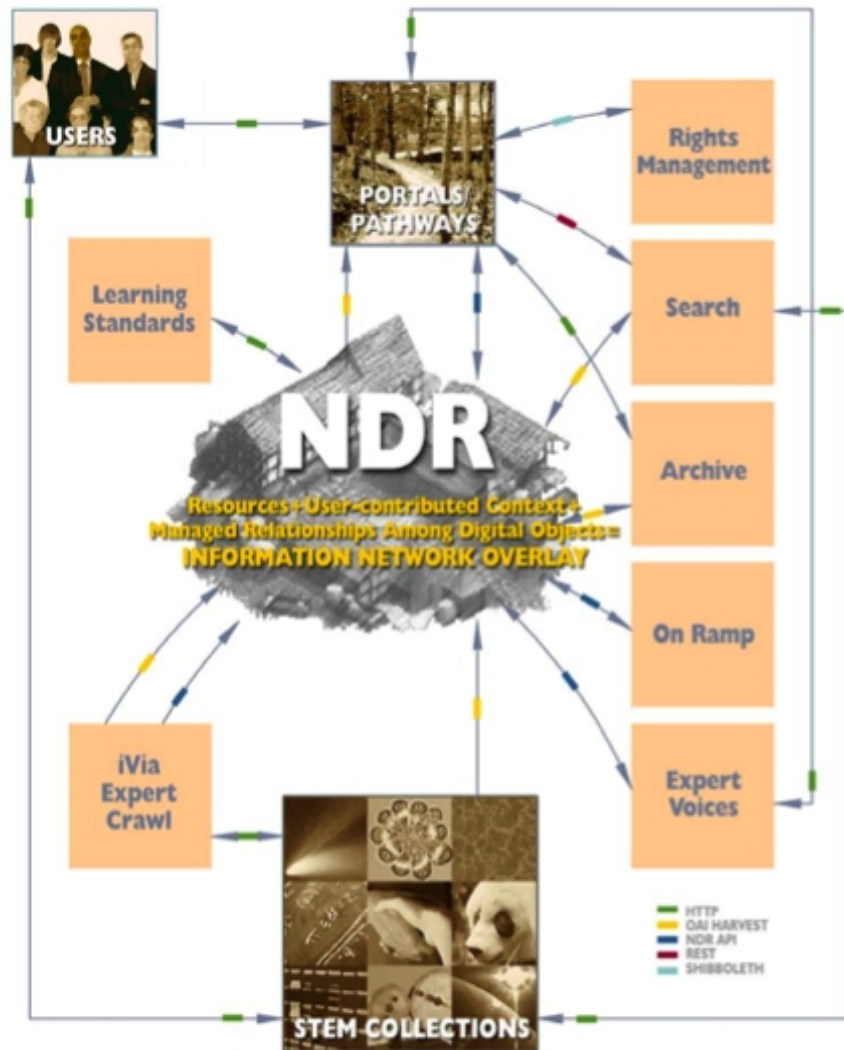 USERS
PORTALS/
PATHWAYS
Rights
Management
Learning
Standards
Search
NDR
Resources+User-contributed Context+
Managed Relationships Among Digital Objects=
INFORMATION NETWORK OVERLAY
Archive
On Ramp
iVia
Expert
Crawl
Expert
Voices
HTTP
OAI HARVEST
NDR API
REST
SHIBBOLETH
STEM COLLECTIONS